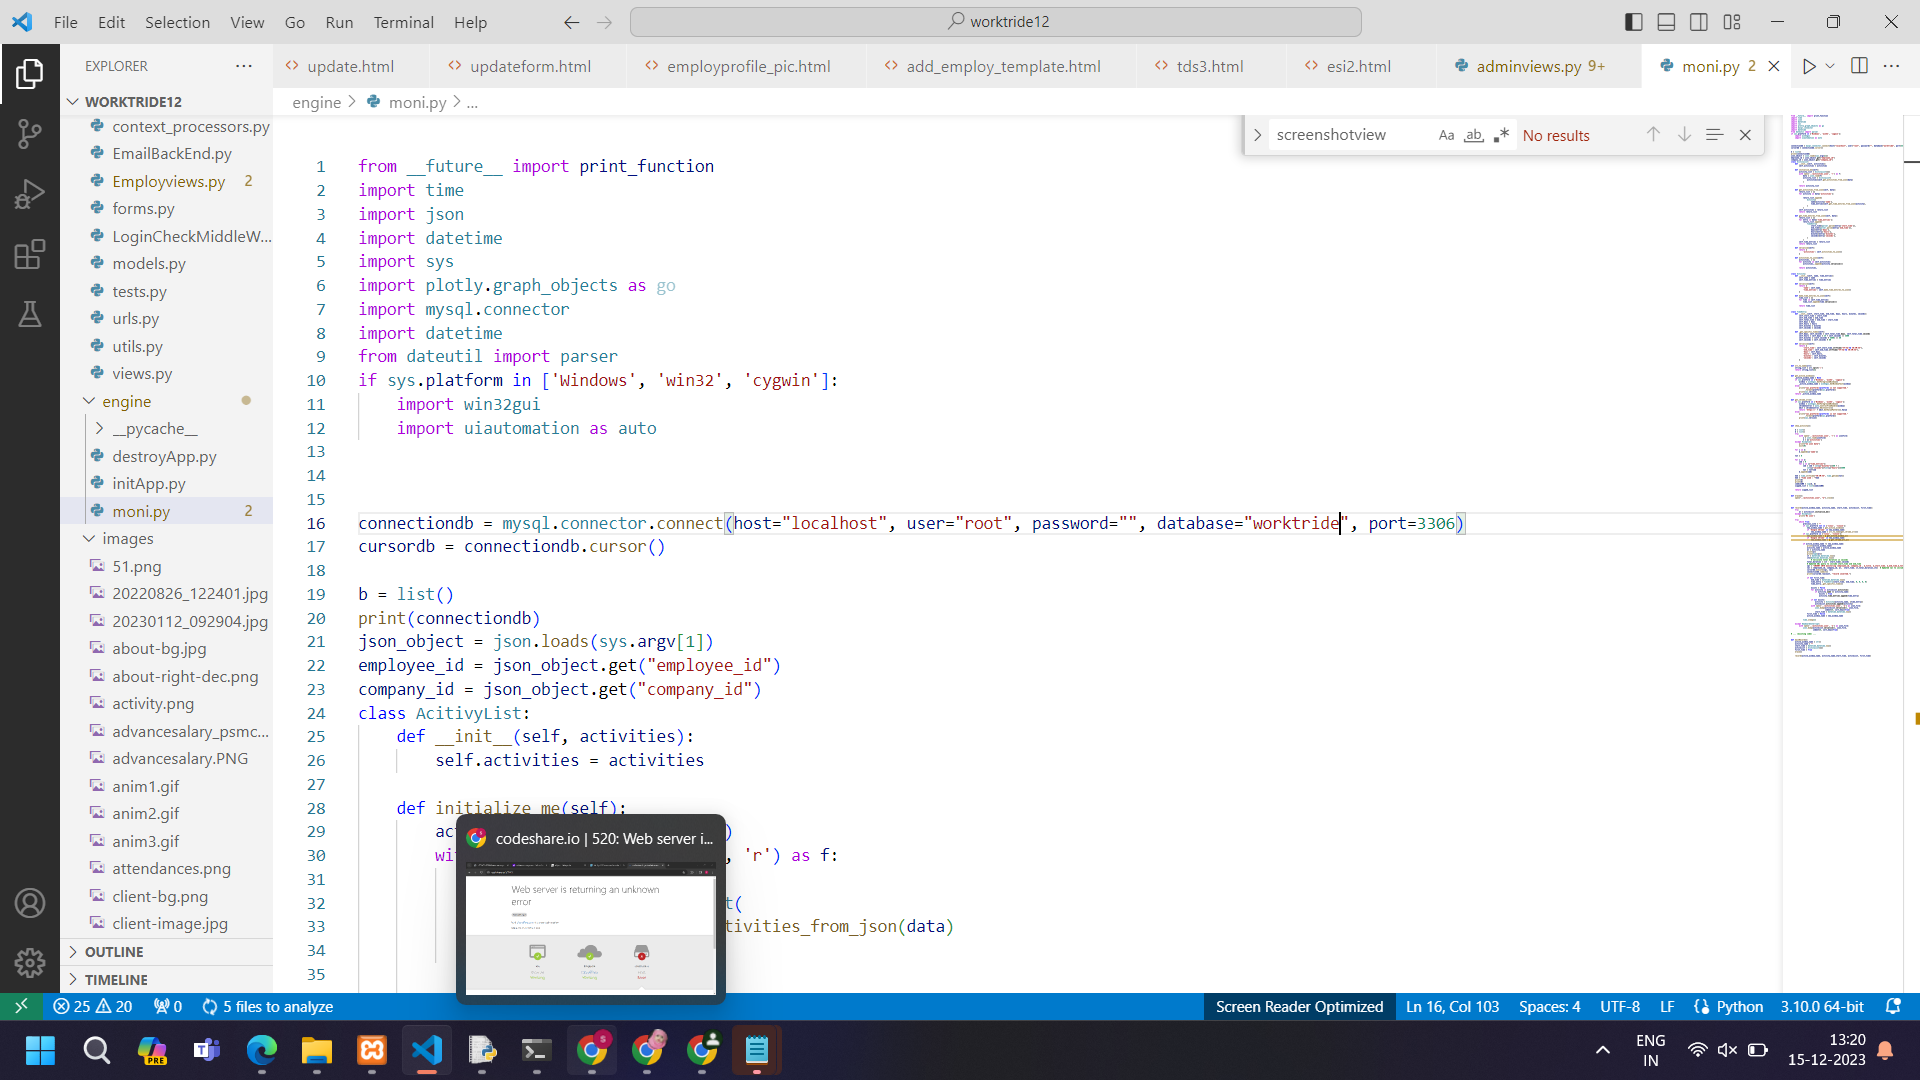 File Edit Selection View Go Run Terminal Help
worktride12
EXPLORER
update.html
updateform.html
employprofile_pic.html
add_employ_template.html
tds3.html
esi2.html
adminviews.py 9+
moni.py 2
WORKTRIDE12
engine > moni.py > ...
context_processors.py
EmailBackEnd.py
Employviews.py 2
forms.py
LoginCheckMiddleW...
models.py
tests.py
urls.py
utils.py
views.py
engine
__pycache__
destroyApp.py
initApp.py
moni.py 2
images
51.png
20220826_122401.jpg
20230112_092904.jpg
about-bg.jpg
about-right-dec.png
activity.png
advancesalary_psmc...
advancesalary.PNG
anim1.gif
anim2.gif
anim3.gif
attendances.png
client-bg.png
client-image.jpg
OUTLINE
TIMELINE
screenshotview Aa ab No results
1 from __future__ import print_function
2 import time
3 import json
4 import datetime
5 import sys
6 import plotly.graph_objects as go
7 import mysql.connector
8 import datetime
9 from dateutil import parser
10 if sys.platform in ['Windows', 'win32', 'cygwin']:
11 import win32gui
12 import uiautomation as auto
13
14
15
16 connectiondb = mysql.connector.connect(host="localhost", user="root", password="", database="worktride", port=3306)
17 cursordb = connectiondb.cursor()
18
19 b = list()
20 print(connectiondb)
21 json_object = json.loads(sys.argv[1])
22 employee_id = json_object.get("employee_id")
23 company_id = json_object.get("company_id")
24 class AcitivyList:
25 def __init__(self, activities):
26 self.activities = activities
27
28 def initialize_me(self):
29 ac )
30 wi , 'r') as f:
31
32 t(
33 tivities_from_json(data)
34
35
codeshare.io | 520: Web server i...
Web server is returning an unknown
error
25 20 0 5 files to analyze
Screen Reader Optimized Ln 16, Col 103 Spaces: 4 UTF-8 LF Python 3.10.0 64-bit
PRE
ENG
IN
13:20
15-12-2023